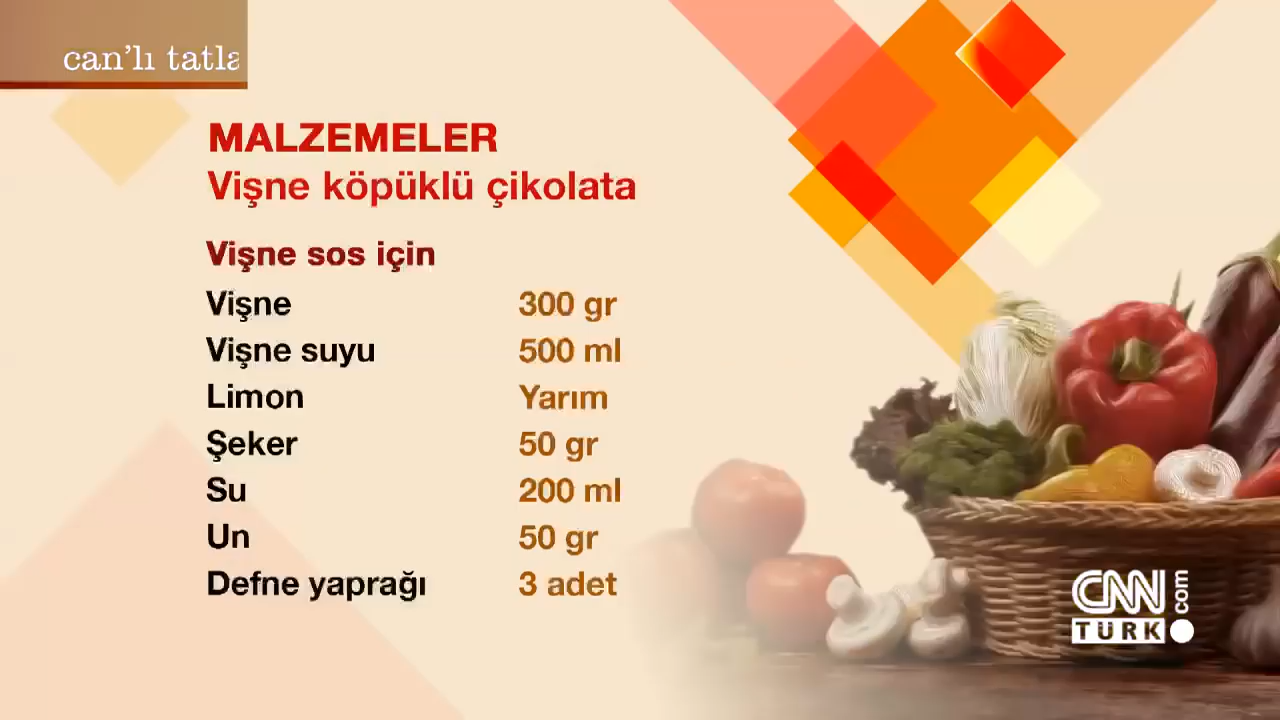 can'lı tatla
MALZEMELER
Vişne köpüklü çikolata
Vişne sos için
Vişne 300 gr
Vişne suyu 500 ml
Limon Yarım
Şeker 50 gr
Su 200 ml
Un 50 gr
Defne yaprağı 3 adet
CNN
TÜRK
.com